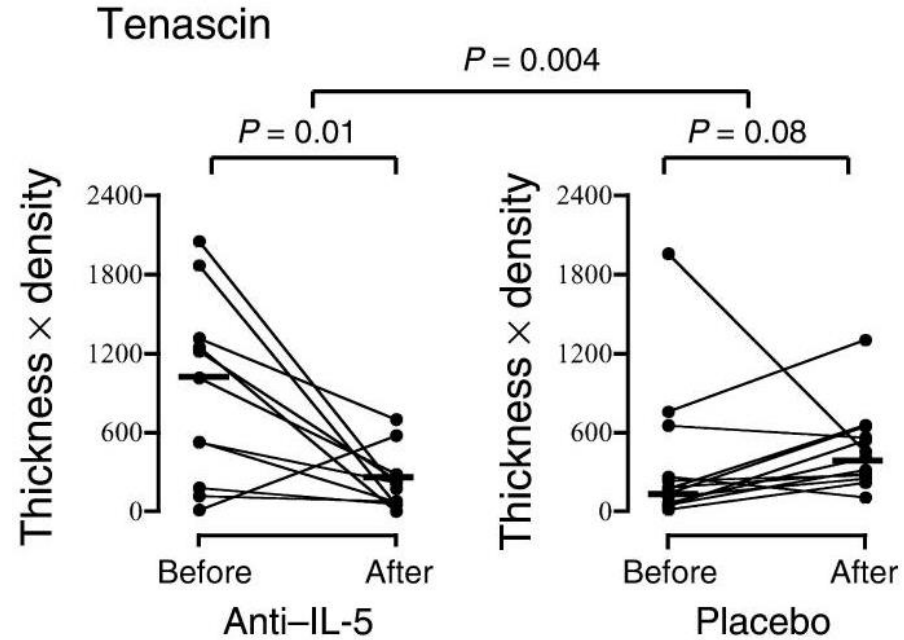 Tenascin
P = 0.004
P = 0.01
P = 0.08
Thickness × density
2400
1800
1200
600
0
Before
After
Anti–IL-5
Thickness × density
2400
1800
1200
600
0
Before
After
Placebo